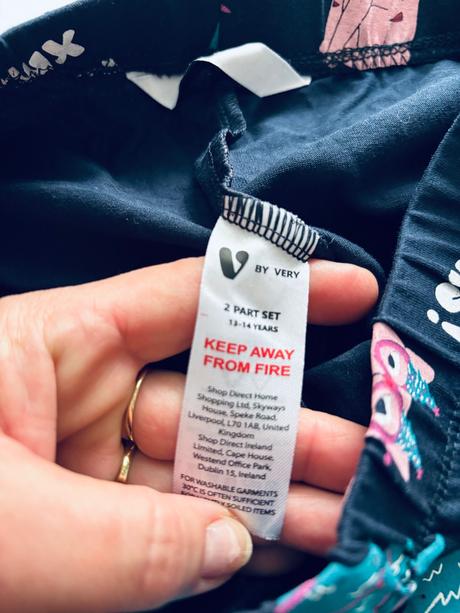 BY VERY
2 PART SET
13-14 YEARS
KEEP AWAY
FROM FIRE
Shop Direct Home
Shopping Ltd, Skyways
House, Speke Road,
Liverpool, L70 1AB, United
Kingdom
Shop Direct Ireland
Limited, Cape House,
Westend Office Park,
Dublin 15, Ireland
FOR WASHABLE GARMENTS
30°C IS OFTEN SUFFICIENT
SOILED ITEMS